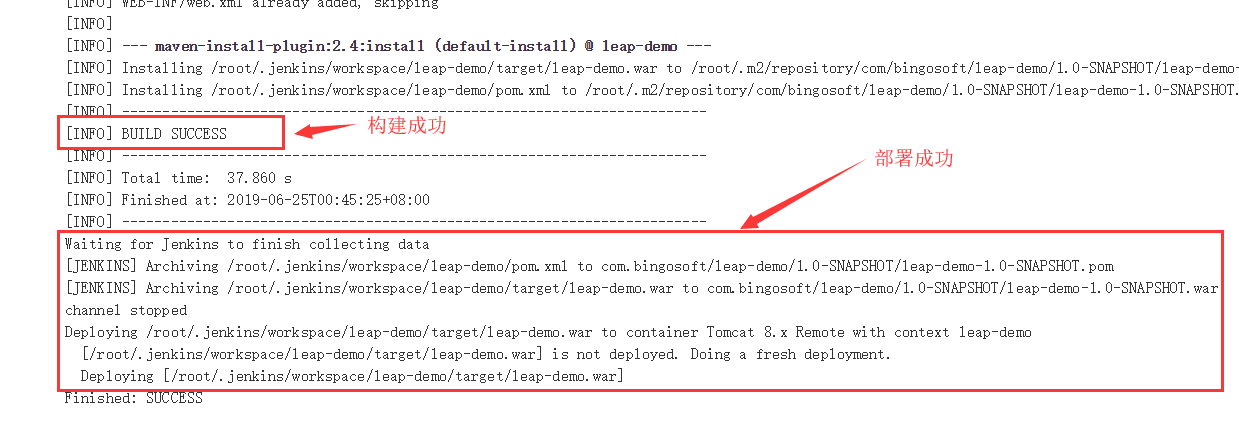 [INFO] WEB-INF/web.xml already added, skipping
[INFO]
[INFO] --- maven-install-plugin:2.4:install (default-install) @ leap-demo ---
[INFO] Installing /root/.jenkins/workspace/leap-demo/target/leap-demo.war to /root/.m2/repository/com/bingosoft/leap-demo/1.0-SNAPSHOT/leap-demo-
[INFO] Installing /root/.jenkins/workspace/leap-demo/pom.xml to /root/.m2/repository/com/bingosoft/leap-demo/1.0-SNAPSHOT/leap-demo-1.0-SNAPSHOT.
[INFO] ------------------------------------------------------------------------
[INFO] BUILD SUCCESS
构建成功
[INFO] ------------------------------------------------------------------------
部署成功
[INFO] Total time:  37.860 s
[INFO] Finished at: 2019-06-25T00:45:25+08:00
[INFO] ------------------------------------------------------------------------
Waiting for Jenkins to finish collecting data
[JENKINS] Archiving /root/.jenkins/workspace/leap-demo/pom.xml to com.bingosoft/leap-demo/1.0-SNAPSHOT/leap-demo-1.0-SNAPSHOT.pom
[JENKINS] Archiving /root/.jenkins/workspace/leap-demo/target/leap-demo.war to com.bingosoft/leap-demo/1.0-SNAPSHOT/leap-demo-1.0-SNAPSHOT.war
channel stopped
Deploying /root/.jenkins/workspace/leap-demo/target/leap-demo.war to container Tomcat 8.x Remote with context leap-demo
[/root/.jenkins/workspace/leap-demo/target/leap-demo.war] is not deployed. Doing a fresh deployment.
Deploying [/root/.jenkins/workspace/leap-demo/target/leap-demo.war]
Finished: SUCCESS